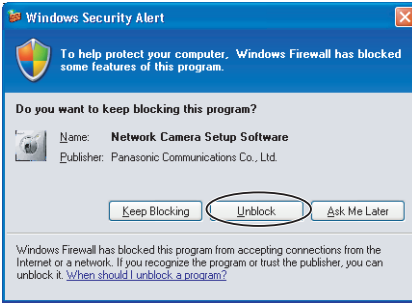 Windows Security Alert
To help protect your computer, Windows Firewall has blocked
some features of this program.
Do you want to keep blocking this program?
Name: Network Camera Setup Software
Publisher: Panasonic Communications Co., Ltd.
Keep Blocking Unblock Ask Me Later
Windows Firewall has blocked this program from accepting connections from the
Internet or a network. If you recognize the program or trust the publisher, you can
unblock it. When should I unblock a program?